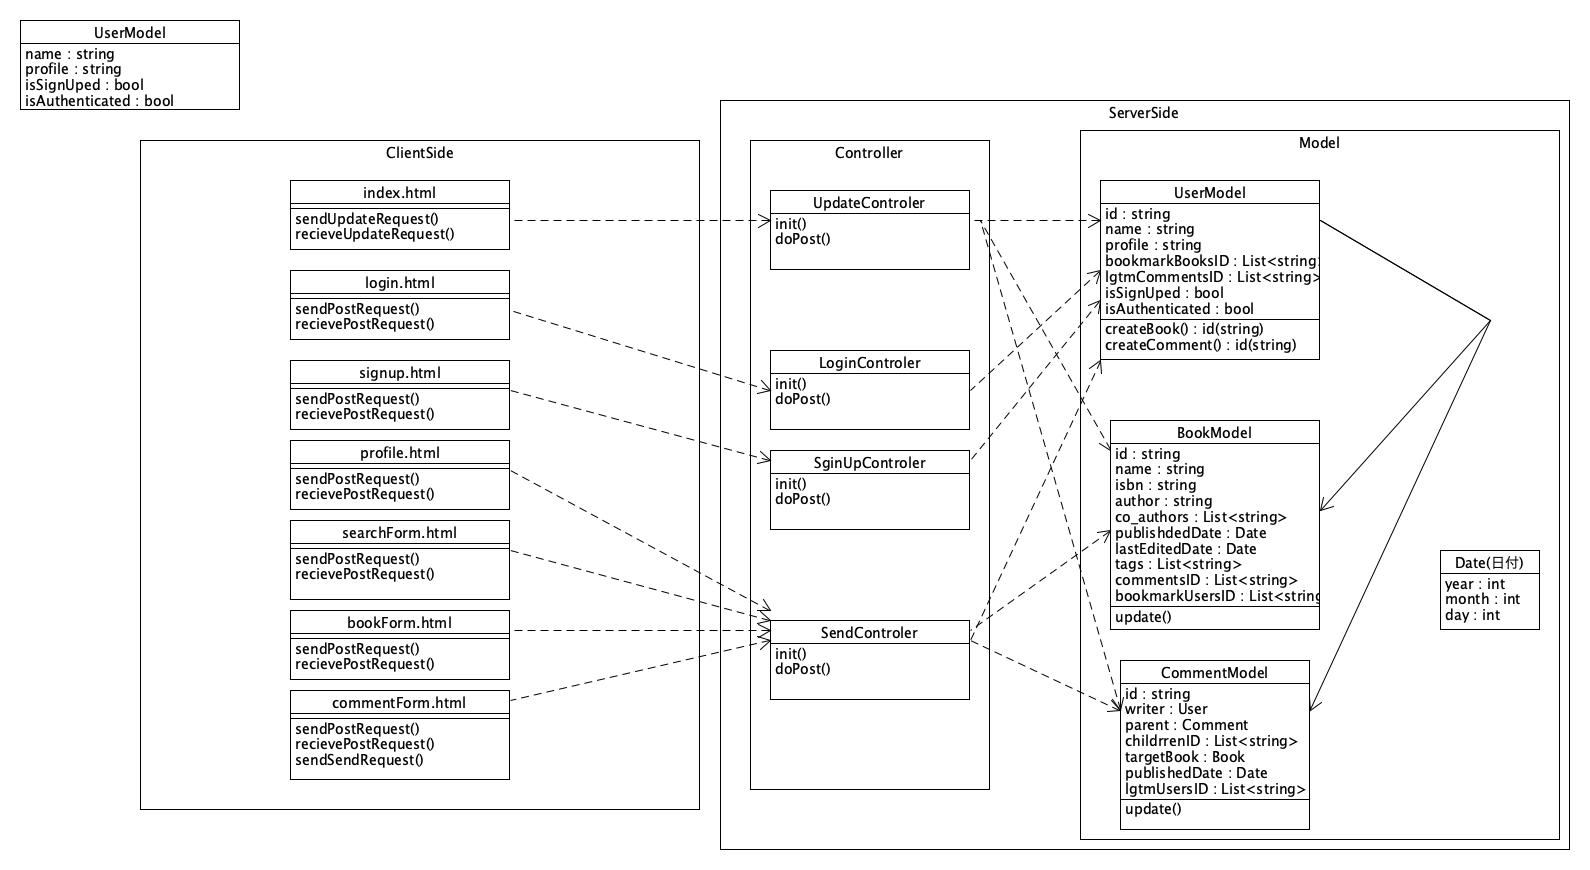 UserModel
name : string
profile : string
isSignUped : bool
isAuthenticated : bool
ClientSide
index.html
sendUpdateRequest()
recieveUpdateRequest()
login.html
sendPostRequest()
recievePostRequest()
signup.html
sendPostRequest()
recievePostRequest()
profile.html
sendPostRequest()
recievePostRequest()
searchForm.html
sendPostRequest()
recievePostRequest()
bookForm.html
sendPostRequest()
recievePostRequest()
commentForm.html
sendPostRequest()
recievePostRequest()
sendSendRequest()
ServerSide
Controller
UpdateControler
init()
doPost()
LoginControler
init()
doPost()
SginUpControler
init()
doPost()
SendControler
init()
doPost()
Model
UserModel
id : string
name : string
profile : string
bookmarkBooksID : List<string>
lgtmCommentsID : List<string>
isSignUped : bool
isAuthenticated : bool
createBook() : id(string)
createComment() : id(string)
BookModel
id : string
name : string
isbn : string
author : string
co_authors : List<string>
publishdedDate : Date
lastEditedDate : Date
tags : List<string>
commentsID : List<string>
bookmarkUsersID : List<string
update()
CommentModel
id : string
writer : User
parent : Comment
childrrenID : List<string>
targetBook : Book
publishedDate : Date
lgtmUsersID : List<string>
update()
Date(日付)
year : int
month : int
day : int